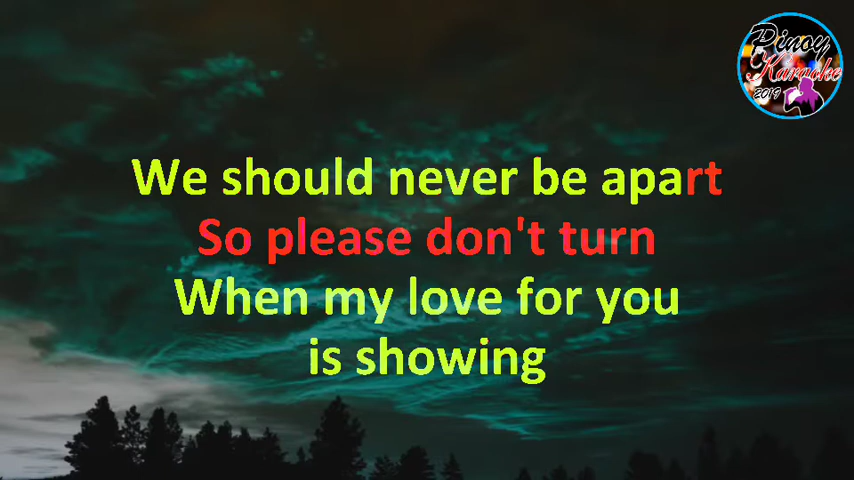 Pinoy
Karaoke
2019
We should never be apart
So please don't turn
When my love for you
is showing